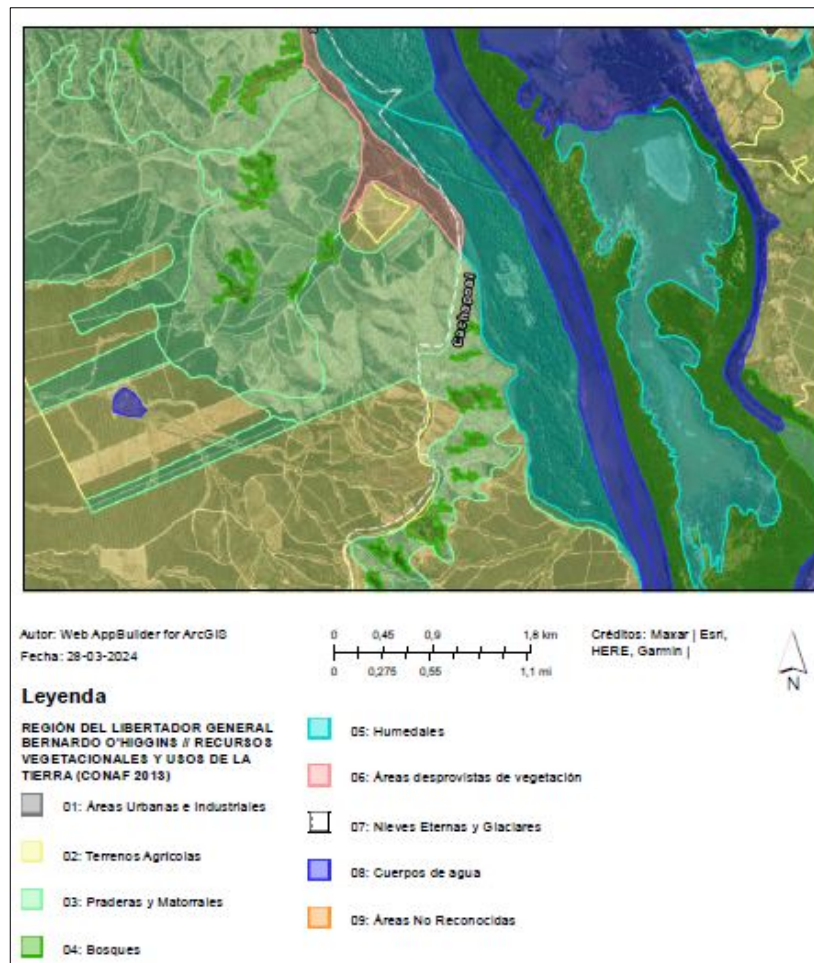 Cachapoal
Autor: Web AppBuilder for ArcGIS
Fecha: 28-03-2024
0 0,45 0,9 1,8 km
0 0,275 0,55 1,1 mi
Créditos: Maxar | Esri,
HERE, Garmin |
N
Leyenda
REGIÓN DEL LIBERTADOR GENERAL
BERNARDO O'HIGGINS // RECURSOS
VEGETACIONALES Y USOS DE LA
TIERRA (CONAF 2013)
01: Áreas Urbanas e Industriales
02: Terrenos Agrícolas
03: Praderas y Matorrales
04: Bosques
05: Humedales
06: Áreas desprovistas de vegetación
07: Nieves Eternas y Glaciares
08: Cuerpos de agua
09: Áreas No Reconocidas